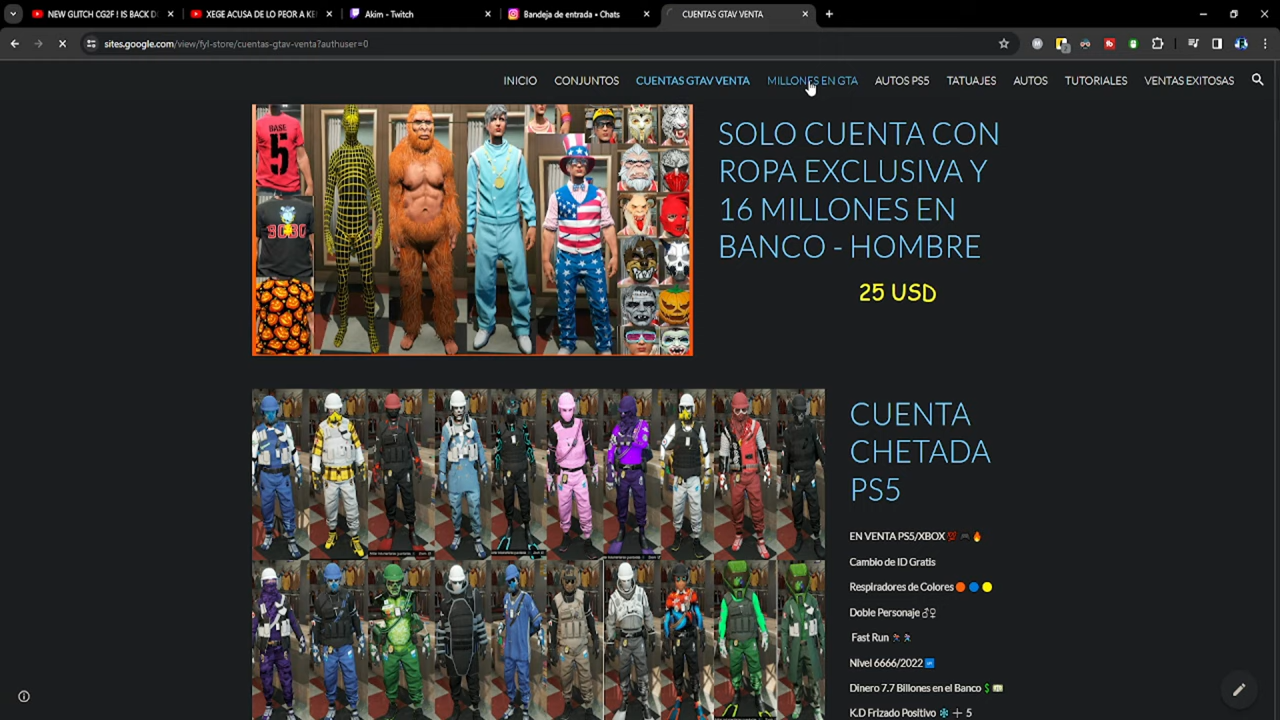 NEW GLITCH CG2F ! IS BACK D
XEGE ACUSA DE LO PEOR A KE
Akim - Twitch
Bandeja de entrada • Chats
CUENTAS GTAV VENTA
sites.google.com/view/fyl-store/cuentas-gtav-venta?authuser=0
INICIO CONJUNTOS CUENTAS GTAV VENTA MILLONES EN GTA AUTOS PS5 TATUAJES AUTOS TUTORIALES VENTAS EXITOSAS
BASE
5
SOLO CUENTA CON
ROPA EXCLUSIVA Y
16 MILLONES EN
BANCO - HOMBRE
25 USD
CUENTA
CHETADA
PS5
EN VENTA PS5/XBOX 💯 🎮 🔥
Cambio de ID Gratis
Respiradores de Colores 🟠 🔵 🟡
Doble Personaje ♂♀
Fast Run
Nivel 6666/2022
Dinero 7.7 Billones en el Banco 💲 💵
K.D Frizado Positivo ❄ ➕ 5